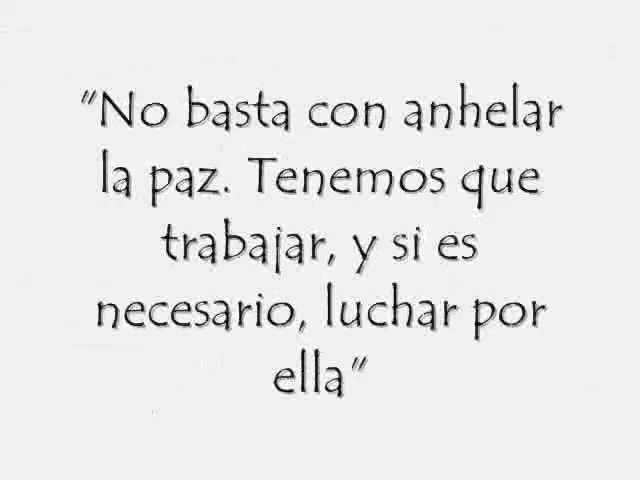 "No basta con anhelar
la paz. Tenemos que
trabajar, y si es
necesario, luchar por
ella"